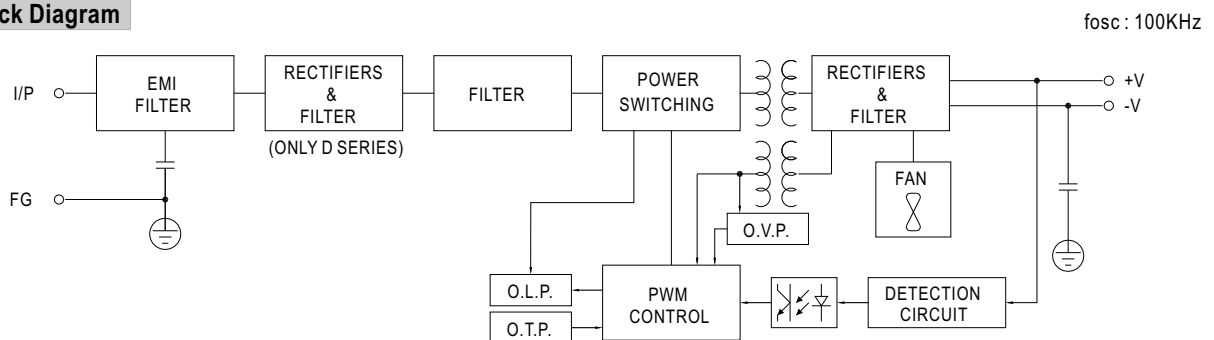 ck Diagram
fosc : 100KHz
I/P
EMI
FILTER
RECTIFIERS
&
FILTER
(ONLY D SERIES)
FILTER
POWER
SWITCHING
RECTIFIERS
&
FILTER
+V
-V
FG
FAN
O.V.P.
O.L.P.
O.T.P.
PWM
CONTROL
DETECTION
CIRCUIT